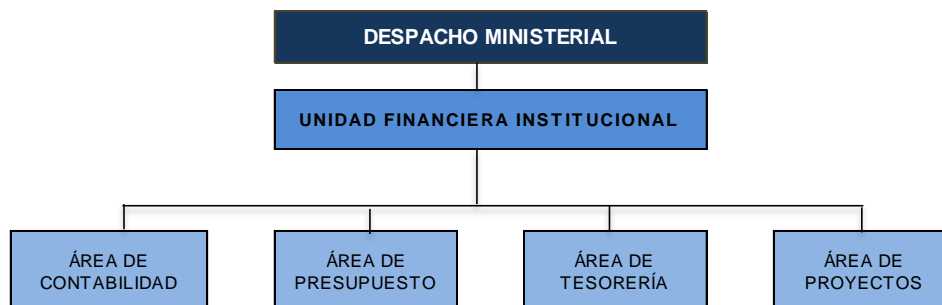 DESPACHO MINISTERIAL
UNIDAD FINANCIERA INSTITUCIONAL
ÁREA DE
CONTABILIDAD
ÁREA DE
PRESUPUESTO
ÁREA DE
TESORERÍA
ÁREA DE
PROYECTOS